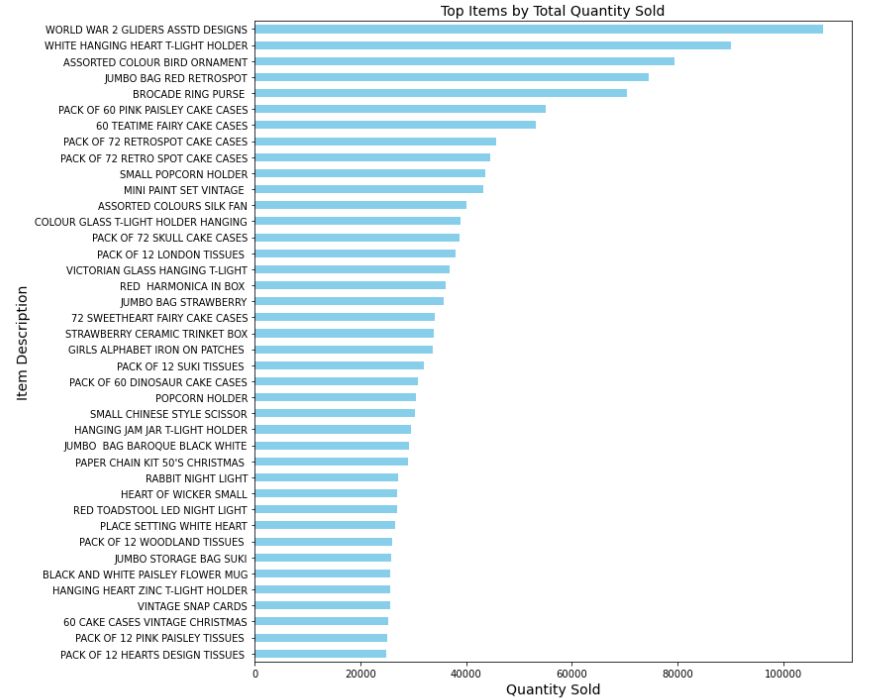 Top Items by Total Quantity Sold
WORLD WAR 2 GLIDERS ASSTD DESIGNS
WHITE HANGING HEART T-LIGHT HOLDER
ASSORTED COLOUR BIRD ORNAMENT
JUMBO BAG RED RETROSPOT
BROCADE RING PURSE
PACK OF 60 PINK PAISLEY CAKE CASES
60 TEATIME FAIRY CAKE CASES
PACK OF 72 RETROSPOT CAKE CASES
PACK OF 72 RETRO SPOT CAKE CASES
SMALL POPCORN HOLDER
MINI PAINT SET VINTAGE
ASSORTED COLOURS SILK FAN
COLOUR GLASS T-LIGHT HOLDER HANGING
PACK OF 72 SKULL CAKE CASES
PACK OF 12 LONDON TISSUES
VICTORIAN GLASS HANGING T-LIGHT
RED  HARMONICA IN BOX
JUMBO BAG STRAWBERRY
72 SWEETHEART FAIRY CAKE CASES
STRAWBERRY CERAMIC TRINKET BOX
GIRLS ALPHABET IRON ON PATCHES
PACK OF 12 SUKI TISSUES
PACK OF 60 DINOSAUR CAKE CASES
POPCORN HOLDER
SMALL CHINESE STYLE SCISSOR
HANGING JAM JAR T-LIGHT HOLDER
JUMBO  BAG BAROQUE BLACK WHITE
PAPER CHAIN KIT 50'S CHRISTMAS
RABBIT NIGHT LIGHT
HEART OF WICKER SMALL
RED TOADSTOOL LED NIGHT LIGHT
PLACE SETTING WHITE HEART
PACK OF 12 WOODLAND TISSUES
JUMBO STORAGE BAG SUKI
BLACK AND WHITE PAISLEY FLOWER MUG
HANGING HEART ZINC T-LIGHT HOLDER
VINTAGE SNAP CARDS
60 CAKE CASES VINTAGE CHRISTMAS
PACK OF 12 PINK PAISLEY TISSUES
PACK OF 12 HEARTS DESIGN TISSUES
Item Description
0 20000 40000 60000 80000 100000
Quantity Sold